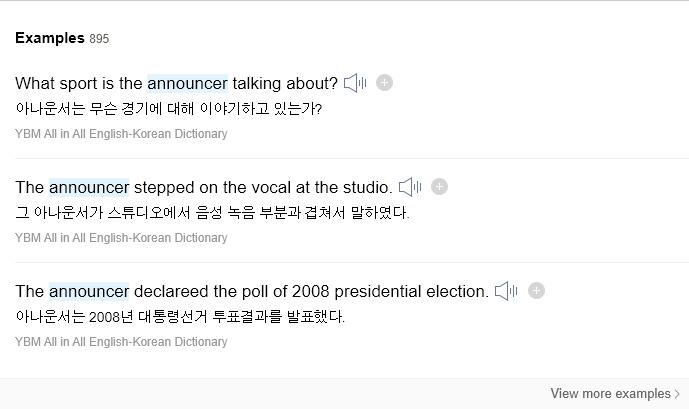 Examples 895
What sport is the announcer talking about?
아나운서는 무슨 경기에 대해 이야기하고 있는가?
YBM All in All English-Korean Dictionary
The announcer stepped on the vocal at the studio.
그 아나운서가 스튜디오에서 음성 녹음 부분과 겹쳐서 말하였다.
YBM All in All English-Korean Dictionary
The announcer declareed the poll of 2008 presidential election.
아나운서는 2008년 대통령선거 투표결과를 발표했다.
YBM All in All English-Korean Dictionary
View more examples